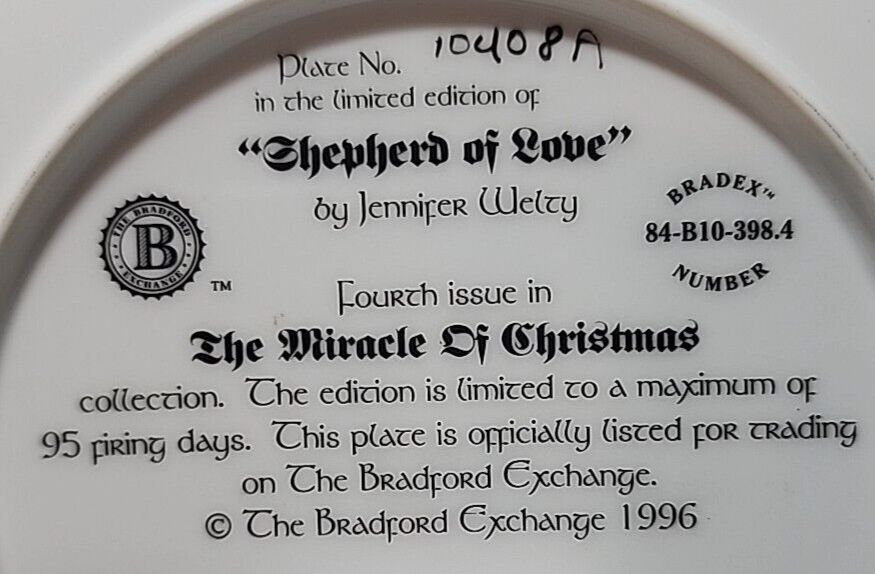 Plate No. 10408A
in the limited edition of
“Shepherd of Love”
by Jennifer Welty
THE BRADFORD EXCHANGE
B
TM
BRADEX™
84-B10-398.4
NUMBER
Fourth issue in
The Miracle Of Christmas
collection. The edition is limited to a maximum of
95 firing days. This plate is officially listed for trading
on The Bradford Exchange.
© The Bradford Exchange 1996